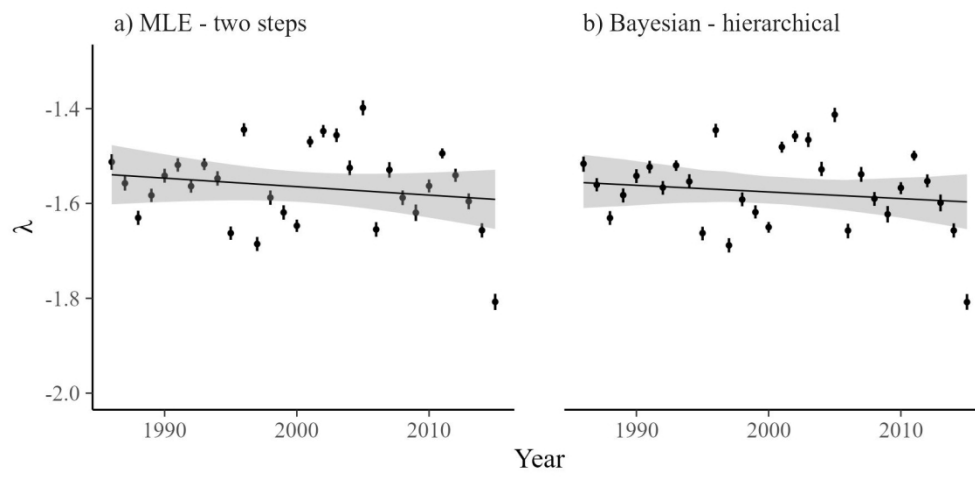 a) MLE - two steps
b) Bayesian - hierarchical
-1.4
-1.6
-1.8
-2.0
λ
1990
2000
2010
1990
2000
2010
Year